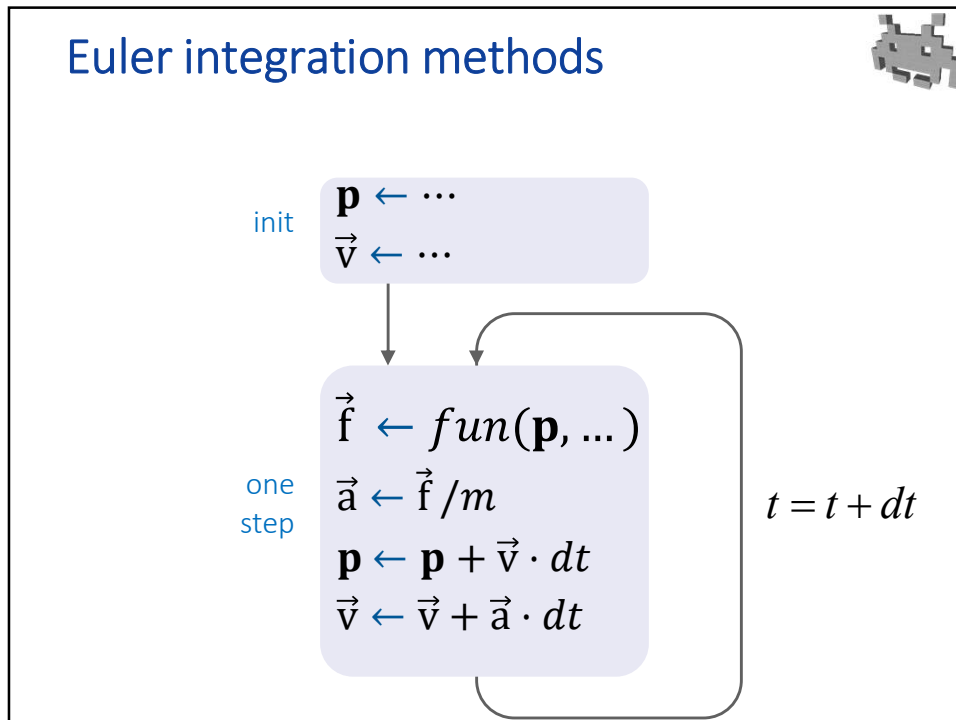 Euler integration methods
init
𝐩 ← ⋯
v⃗ ← ⋯
one
step
f⃗ ← fun(𝐩, … )
a⃗ ← f⃗ /m
𝐩 ← 𝐩 + v⃗ · dt
v⃗ ← v⃗ + a⃗ · dt
t = t + dt